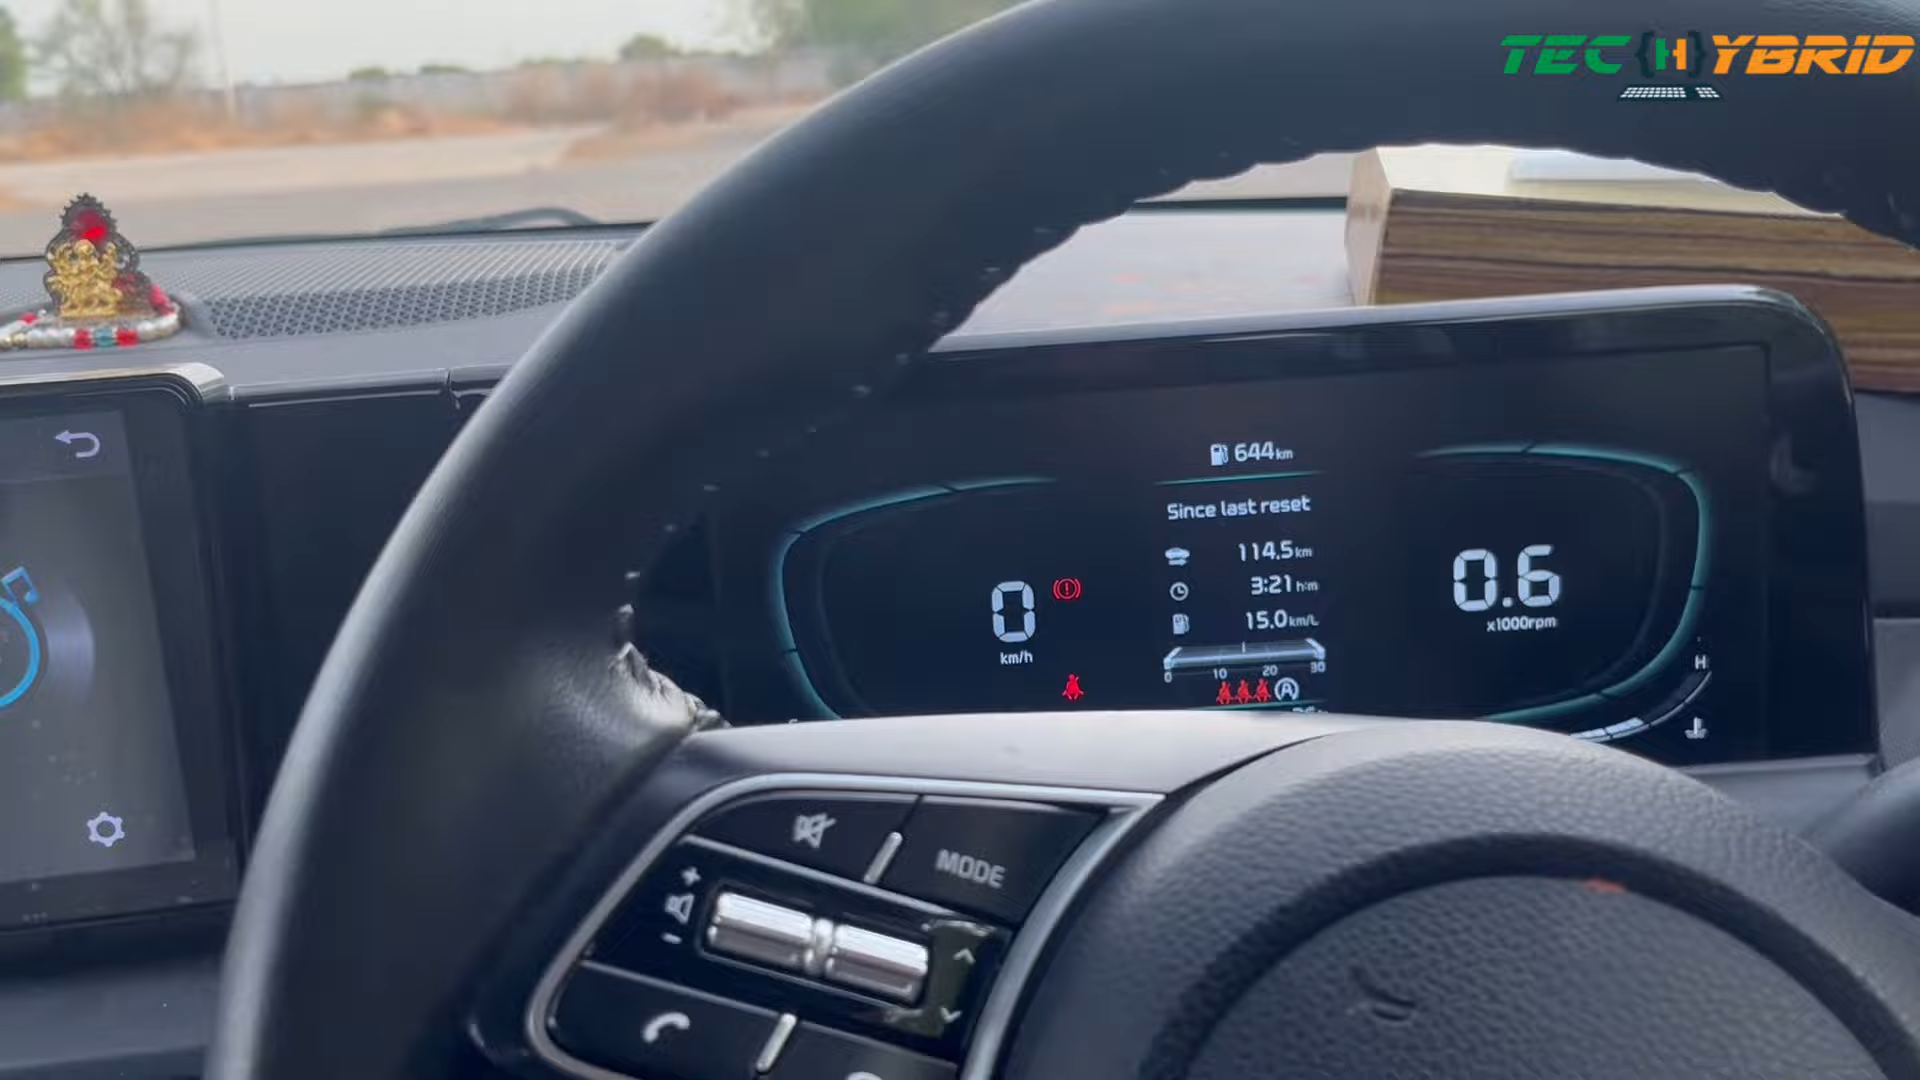 TEC{H}YBRID
644km
Since last reset
114.5km
3:21 h:m
15.0km/L
0 10 20 30
0
km/h
0.6
x1000rpm
H
MODE
+
-